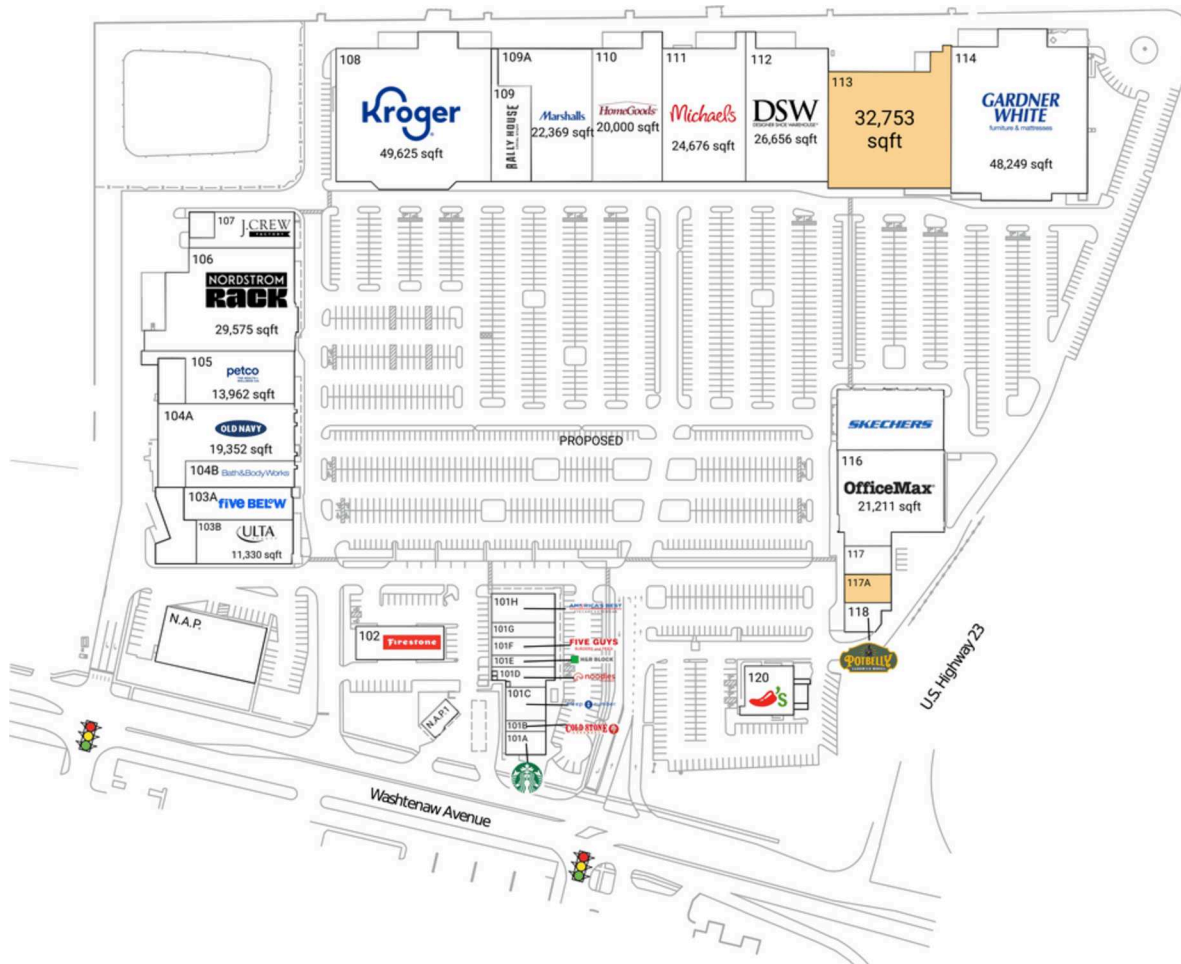 108
Kroger
49,625 sqft
109A
109
RALLY HOUSE
Marshalls
22,369 sqft
110
HomeGoods
20,000 sqft
111
Michaels
24,676 sqft
112
DSW
DESIGNER SHOE WAREHOUSE
26,656 sqft
113
32,753
sqft
114
GARDNER
WHITE
furniture & mattresses
48,249 sqft
107
J.CREW
FACTORY
106
NORDSTROM
RACK
29,575 sqft
105
petco
13,962 sqft
104A
OLD NAVY
19,352 sqft
104B
Bath&BodyWorks
103A
FIVE BELOW
103B
ULTA
11,330 sqft
PROPOSED
SKECHERS
116
OfficeMax
21,211 sqft
117
117A
118
POTBELLY
N.A.P.
102
Firestone
N.A.P.1
101H
AMERICA'S BEST
101G
101F
FIVE GUYS
101E
H&R BLOCK
101D
noodles
101C
101B
COLD STONE
101A
120
's
U.S. Highway 23
Washtenaw Avenue